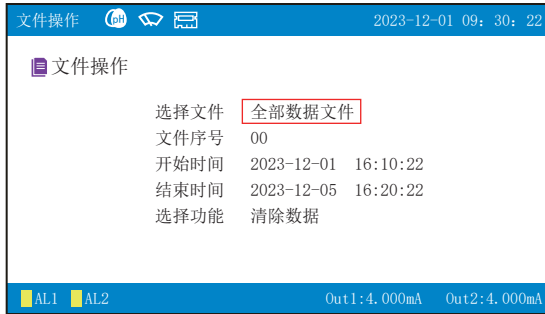 文件操作 pH 2023-12-01 09：30：22
文件操作
选择文件 全部数据文件
文件序号 00
开始时间 2023-12-01 16:10:22
结束时间 2023-12-05 16:20:22
选择功能 清除数据
AL1 AL2 Out1:4.000mA Out2:4.000mA